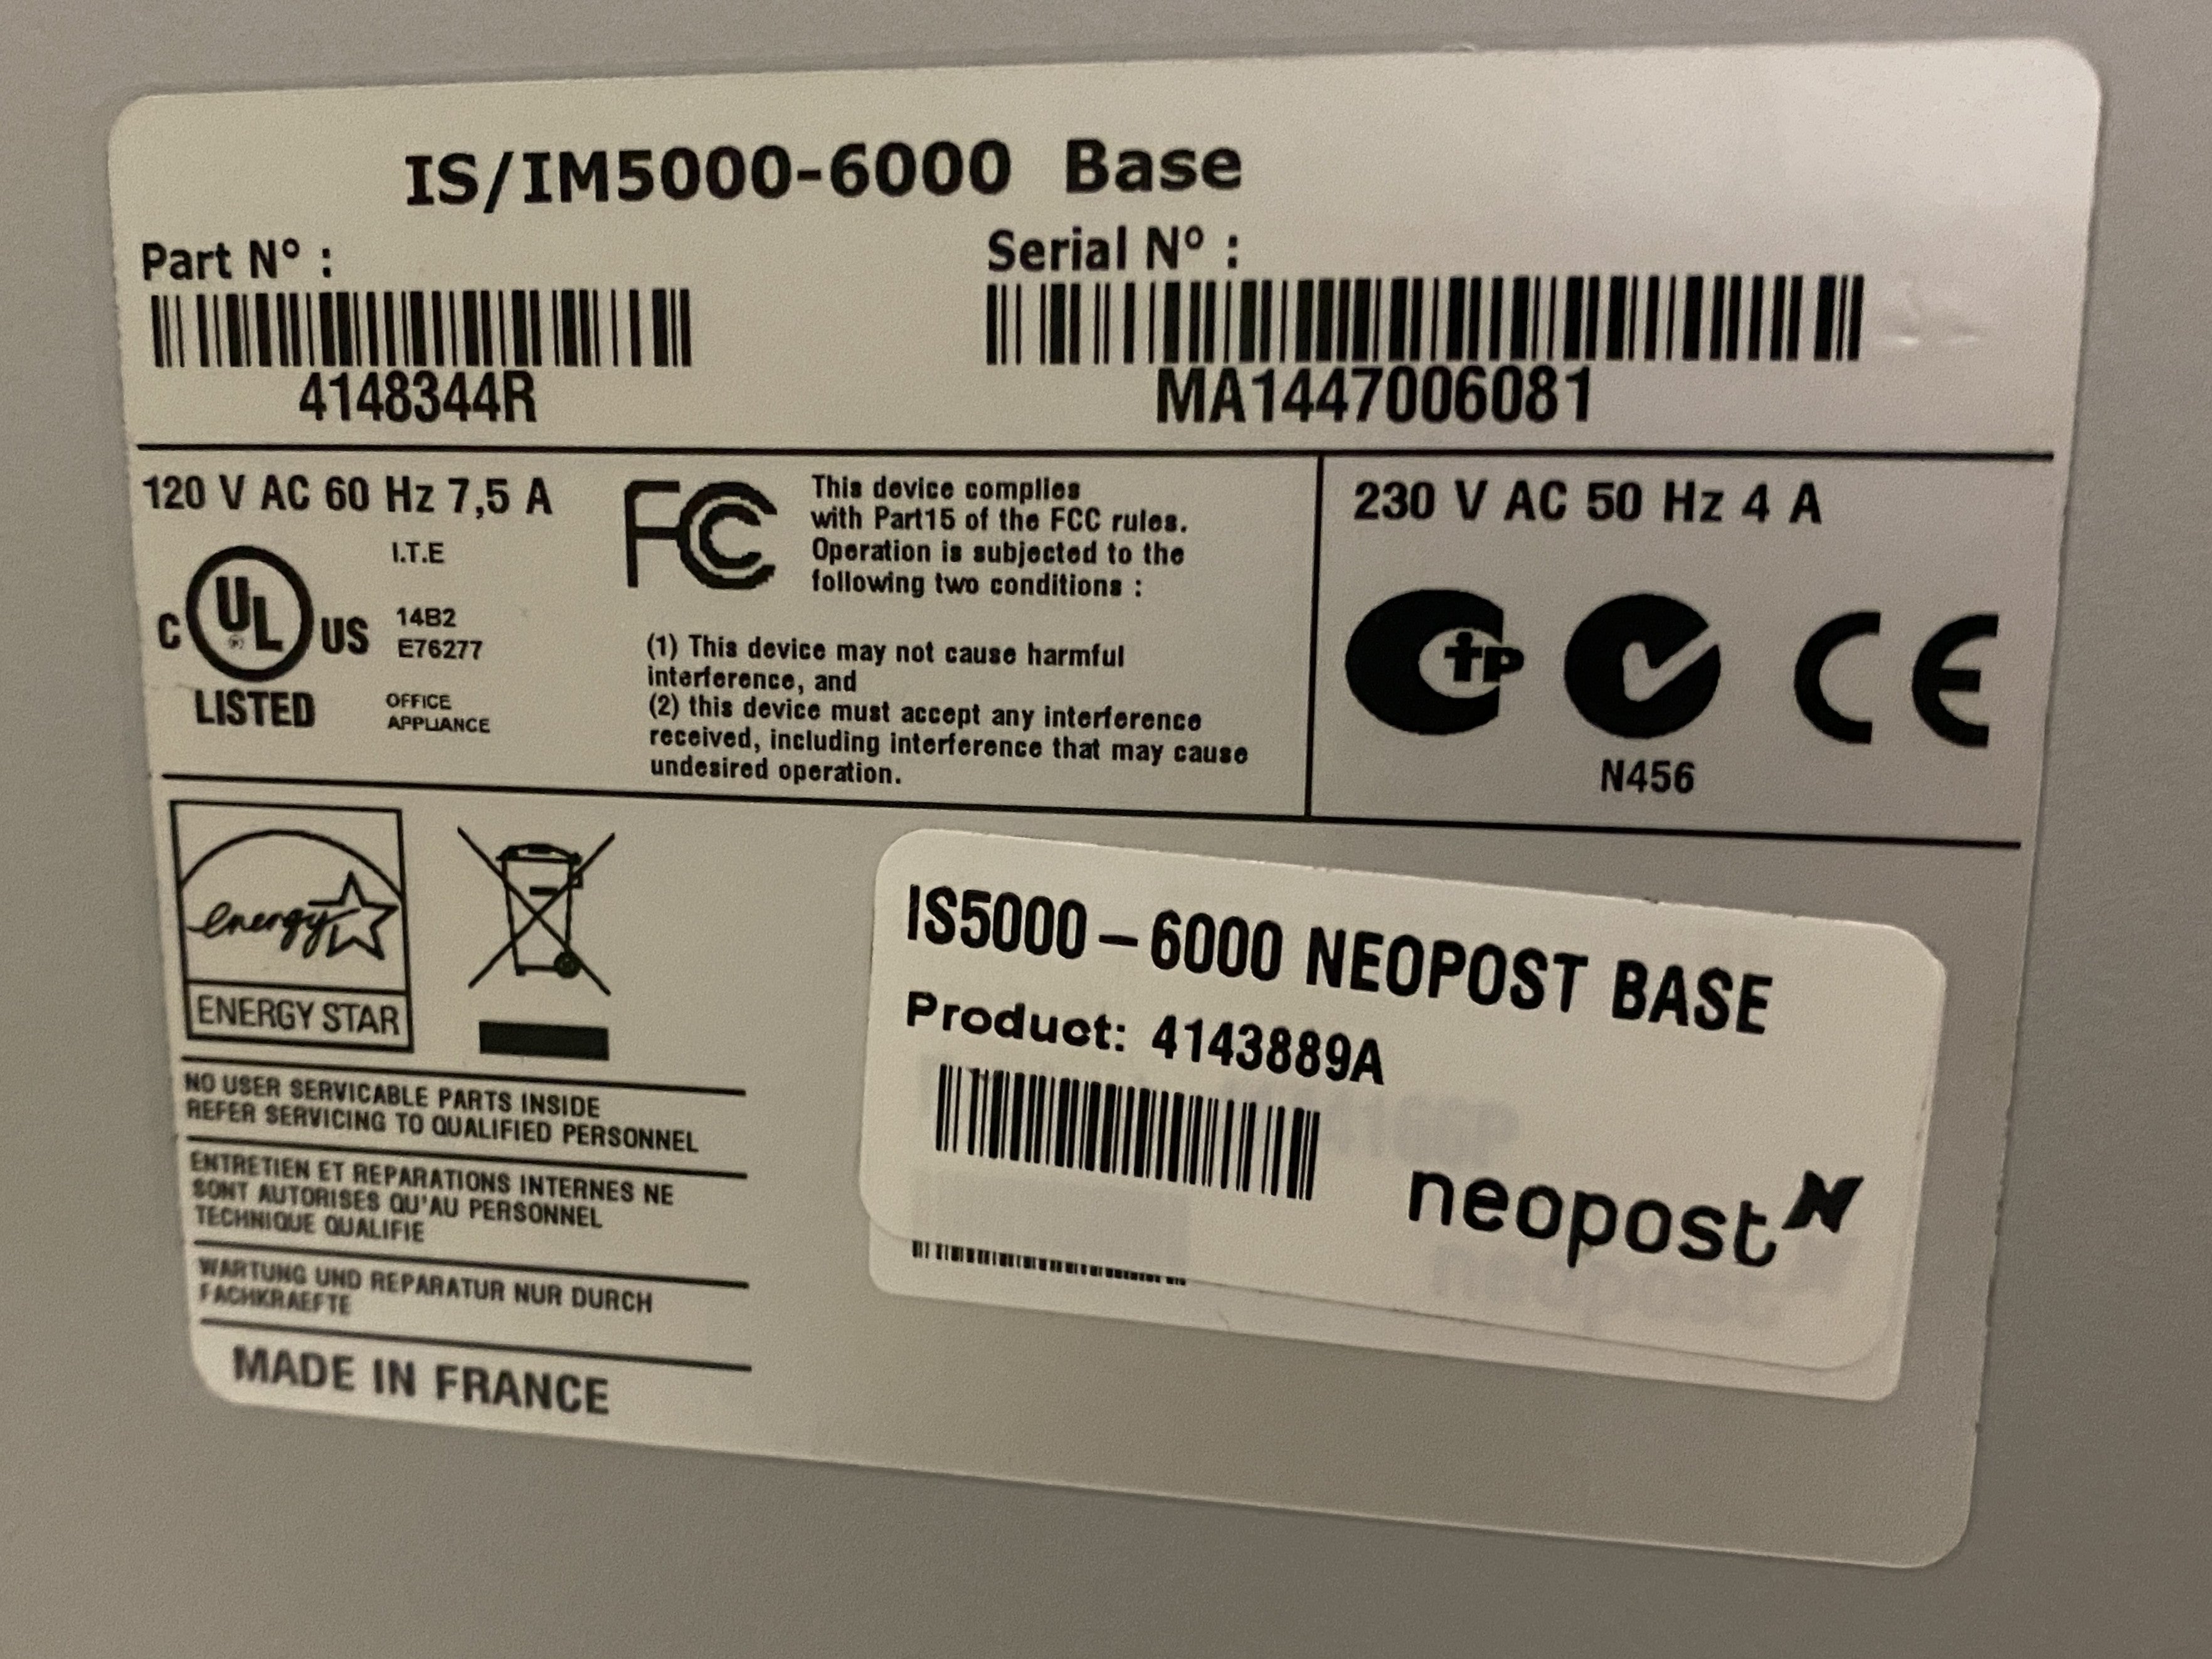 IS/IM5000-6000 Base
Part N° :
Serial N° :
4148344R
MA1447006081
120 V AC 60 Hz 7,5 A
I.T.E
C UL US
®
LISTED
14B2
E76277
OFFICE
APPLIANCE
FC
This device complies
with Part15 of the FCC rules.
Operation is subjected to the
following two conditions :
(1) This device may not cause harmful
interference, and
(2) this device must accept any interference
received, including interference that may cause
undesired operation.
230 V AC 50 Hz 4 A
CE
N456
energy
ENERGY STAR
NO USER SERVICABLE PARTS INSIDE
REFER SERVICING TO QUALIFIED PERSONNEL
ENTRETIEN ET REPARATIONS INTERNES NE
SONT AUTORISES QU'AU PERSONNEL
TECHNIQUE QUALIFIE
WARTUNG UND REPARATUR NUR DURCH
FACHKRAEFTE
MADE IN FRANCE
IS5000 – 6000 NEOPOST BASE
Product: 4143889A
neopost
neopost